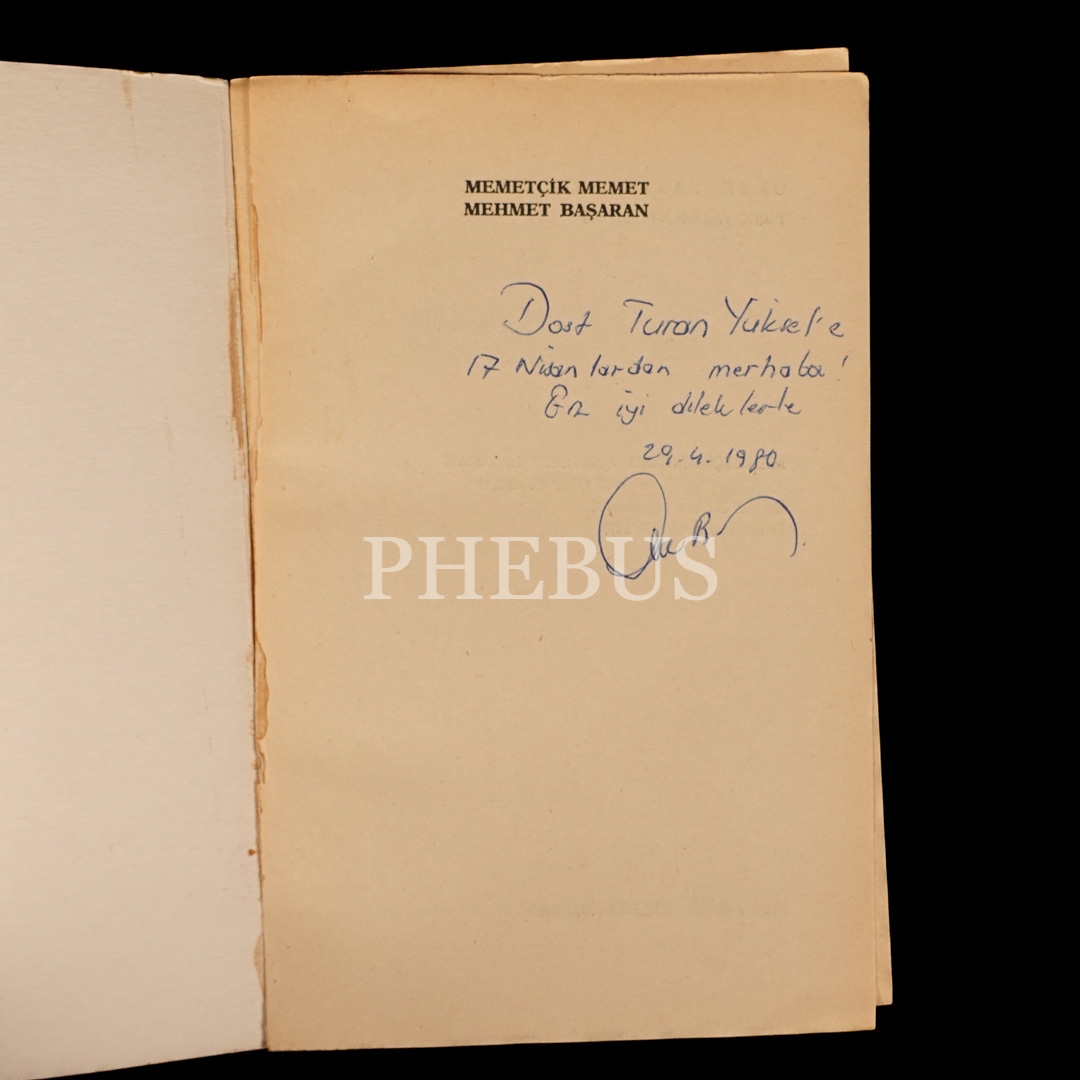 MEMETÇİK MEMET
MEHMET BAŞARAN
Dost Turan Yüksel'e
17 Nisanlardan merhaba!
En iyi dileklerle
29.4.1980
PHEBUS